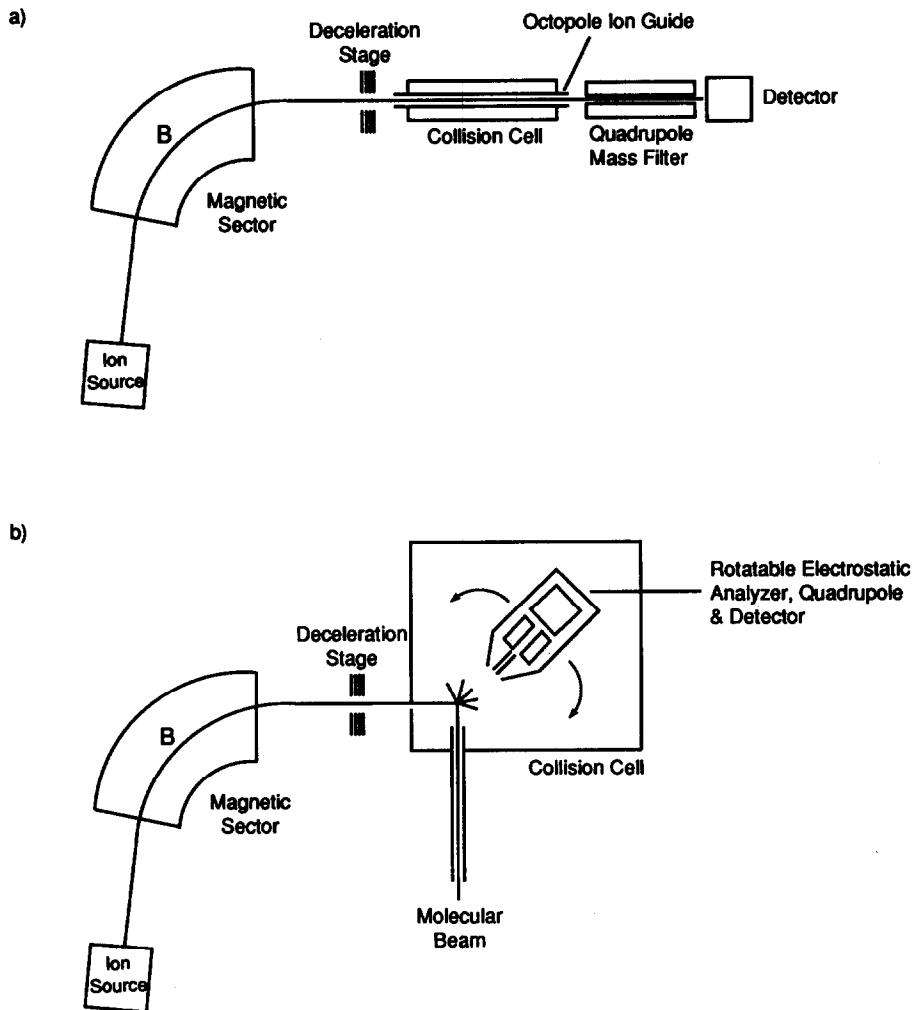 a)
Octopole Ion Guide
Deceleration
Stage
Detector
B
Collision Cell
Quadrupole
Mass Filter
Magnetic
Sector
Ion
Source
b)
Rotatable Electrostatic
Analyzer, Quadrupole
& Detector
Deceleration
Stage
B
Collision Cell
Magnetic
Sector
Molecular
Beam
Ion
Source